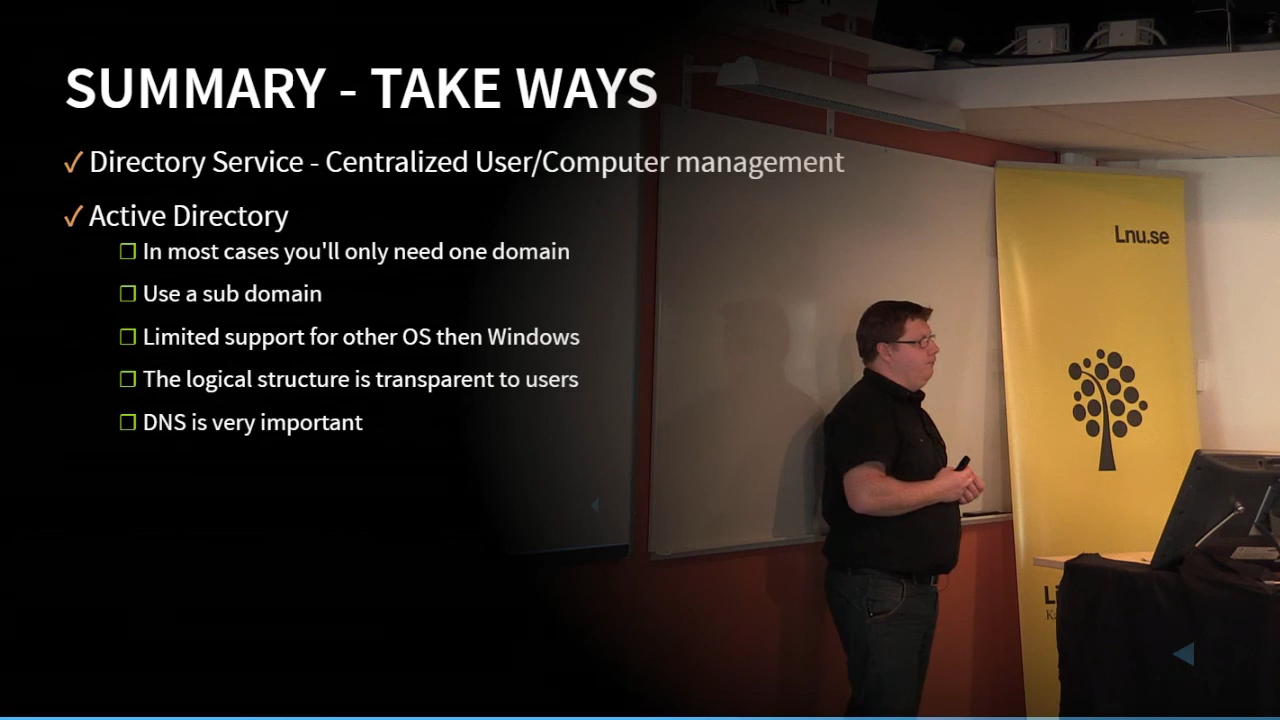 SUMMARY - TAKE WAYS
✓ Directory Service - Centralized User/Computer management
✓ Active Directory
❐ In most cases you'll only need one domain
❐ Use a sub domain
❐ Limited support for other OS then Windows
❐ The logical structure is transparent to users
❐ DNS is very important
Lnu.se